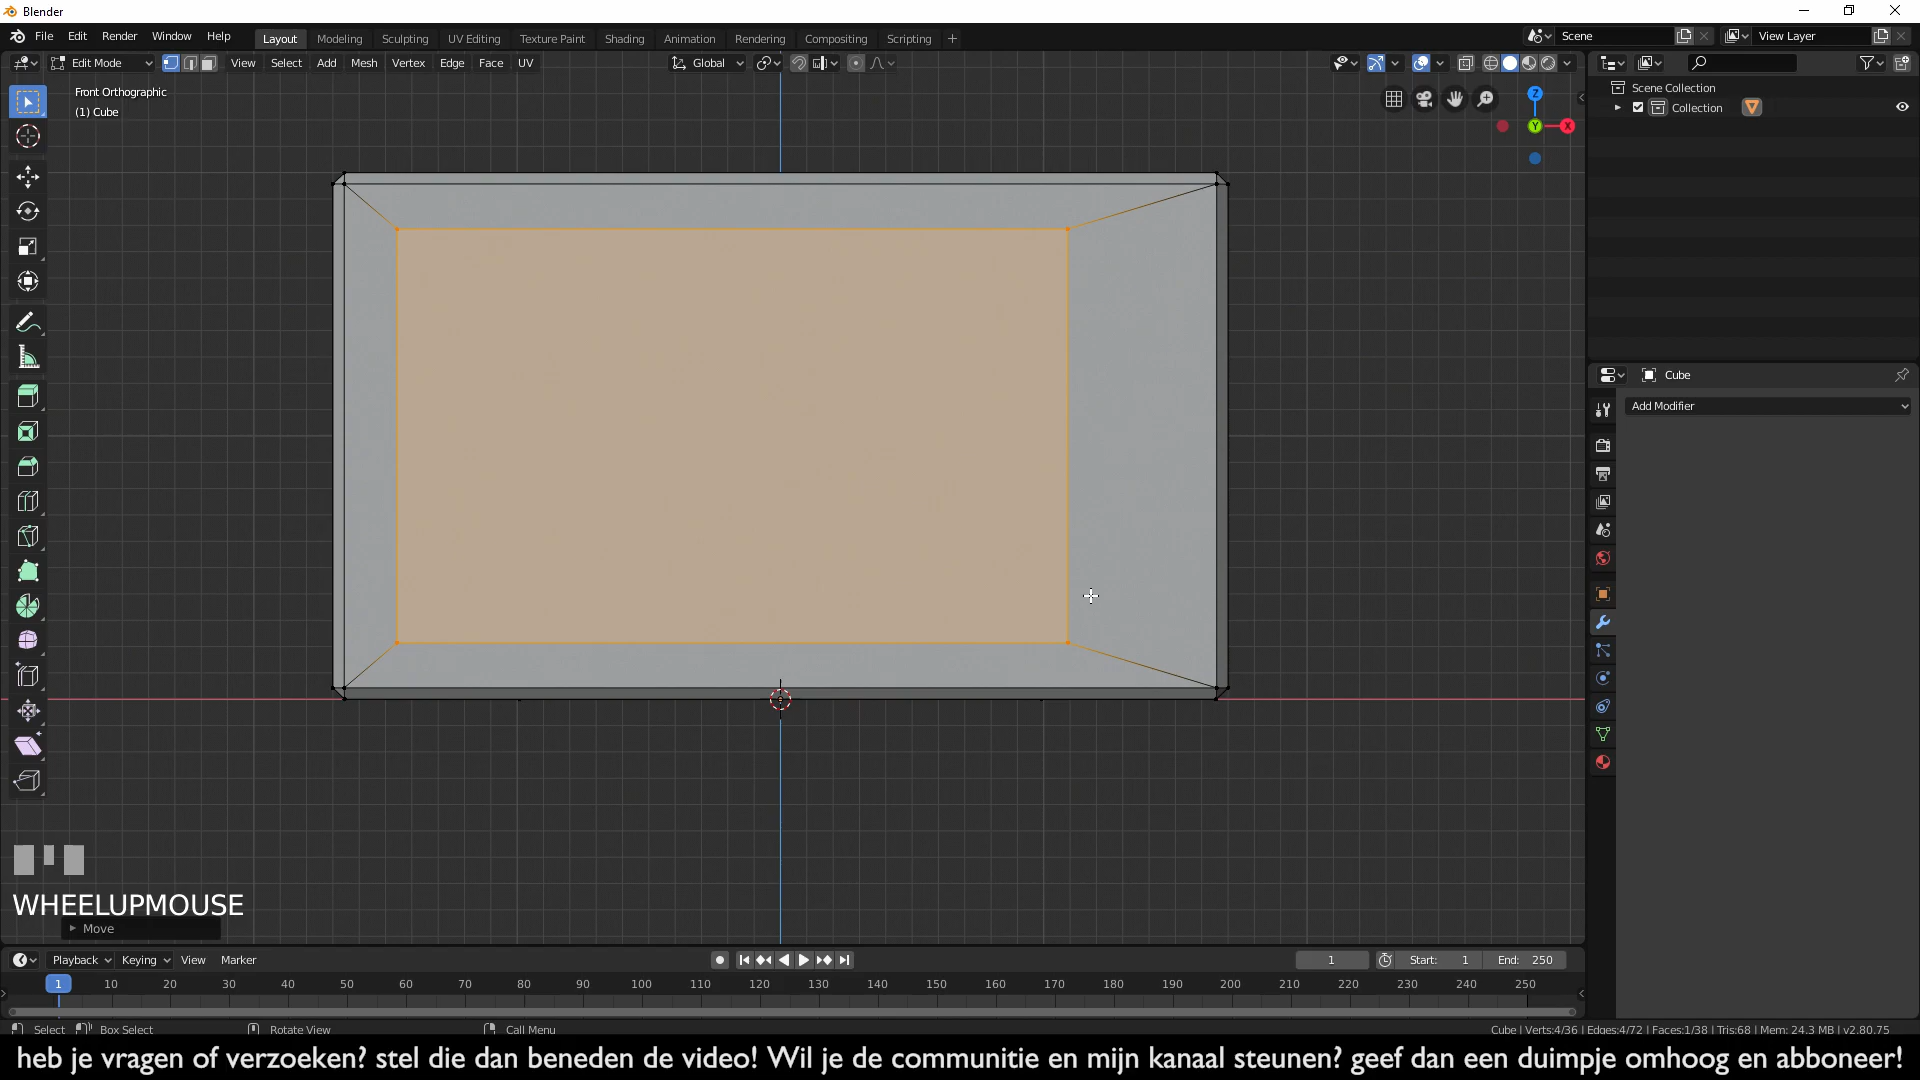 Blender
File Edit Render Window Help Layout Modeling Sculpting UV Editing Texture Paint Shading Animation Rendering Compositing Scripting + Scene View Layer
Edit Mode View Select Add Mesh Vertex Edge Face UV Global
Front Orthographic
(1) Cube
Z
Y
X
Scene Collection
Collection
Cube
Add Modifier
WHEELUPMOUSE
Move
Playback Keying View Marker 1 Start: 1 End: 250
1 10 20 30 40 50 60 70 80 90 100 110 120 130 140 150 160 170 180 190 200 210 220 230 240 250
Select Box Select Rotate View Call Menu Cube | Verts:4/36 | Edges:4/72 | Faces:1/38 | Tris:68 | Mem: 24.3 MB | v2.80.75
heb je vragen of verzoeken? stel die dan beneden de video! Wil je de communitie en mijn kanaal steunen? geef dan een duimpje omhoog en abboneer!